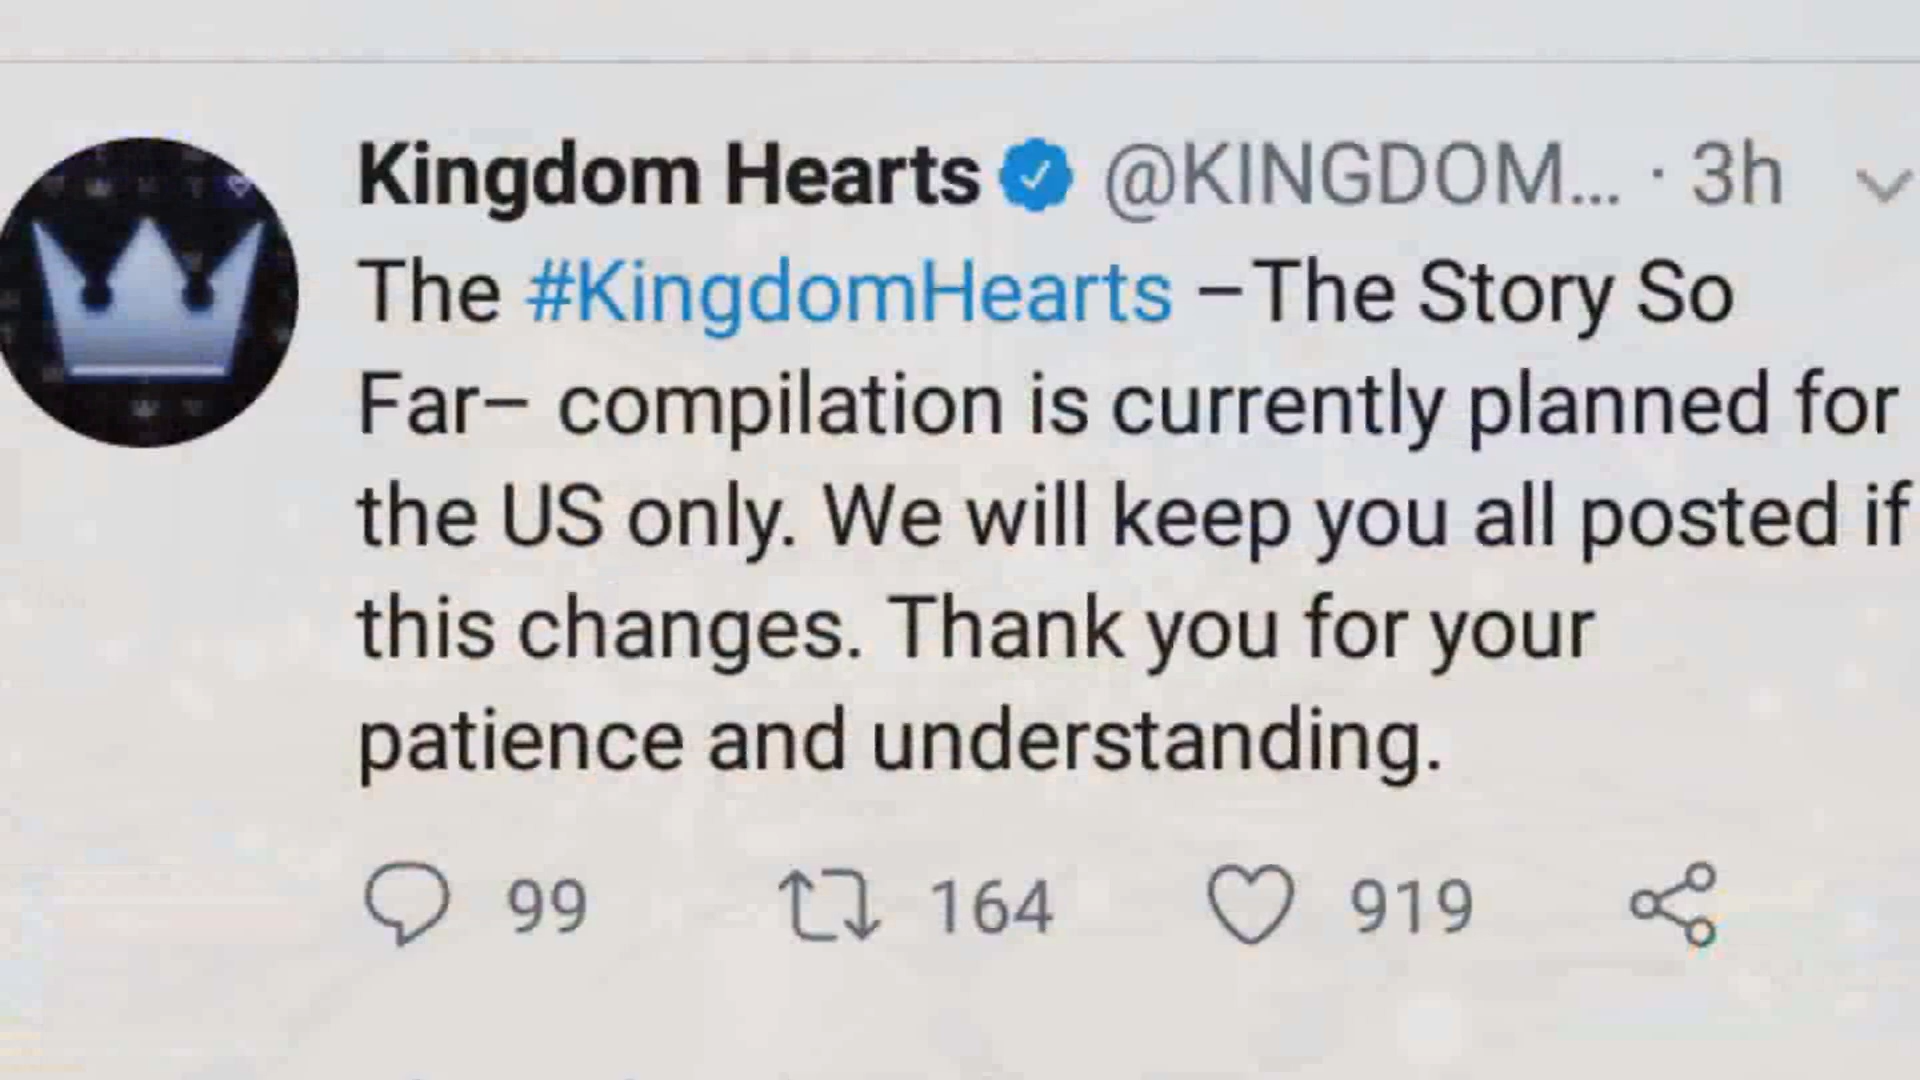 Kingdom Hearts @KINGDOM... · 3h
The #KingdomHearts –The Story So
Far– compilation is currently planned for
the US only. We will keep you all posted if
this changes. Thank you for your
patience and understanding.
99 164 919